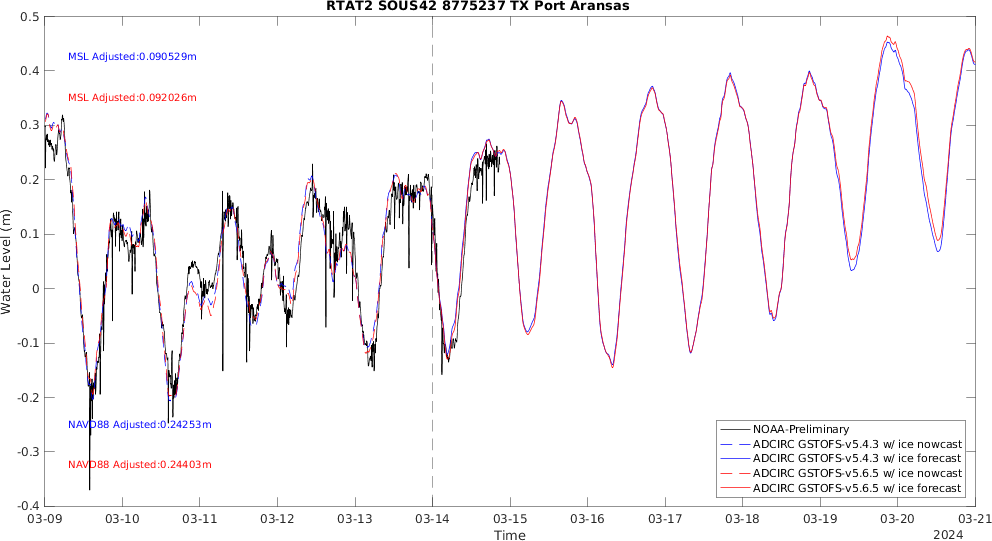 RTAT2 SOUS42 8775237 TX Port Aransas
0.5
0.4
0.3
0.2
0.1
0
-0.1
-0.2
-0.3
-0.4
Water Level (m)
MSL Adjusted:0.090529m
MSL Adjusted:0.092026m
NAVD88 Adjusted:0.24253m
NAVD88 Adjusted:0.24403m
NOAA-Preliminary
ADCIRC GSTOFS-v5.4.3 w/ ice nowcast
ADCIRC GSTOFS-v5.4.3 w/ ice forecast
ADCIRC GSTOFS-v5.6.5 w/ ice nowcast
ADCIRC GSTOFS-v5.6.5 w/ ice forecast
03-09 03-10 03-11 03-12 03-13 03-14 03-15 03-16 03-17 03-18 03-19 03-20 03-21
Time
2024